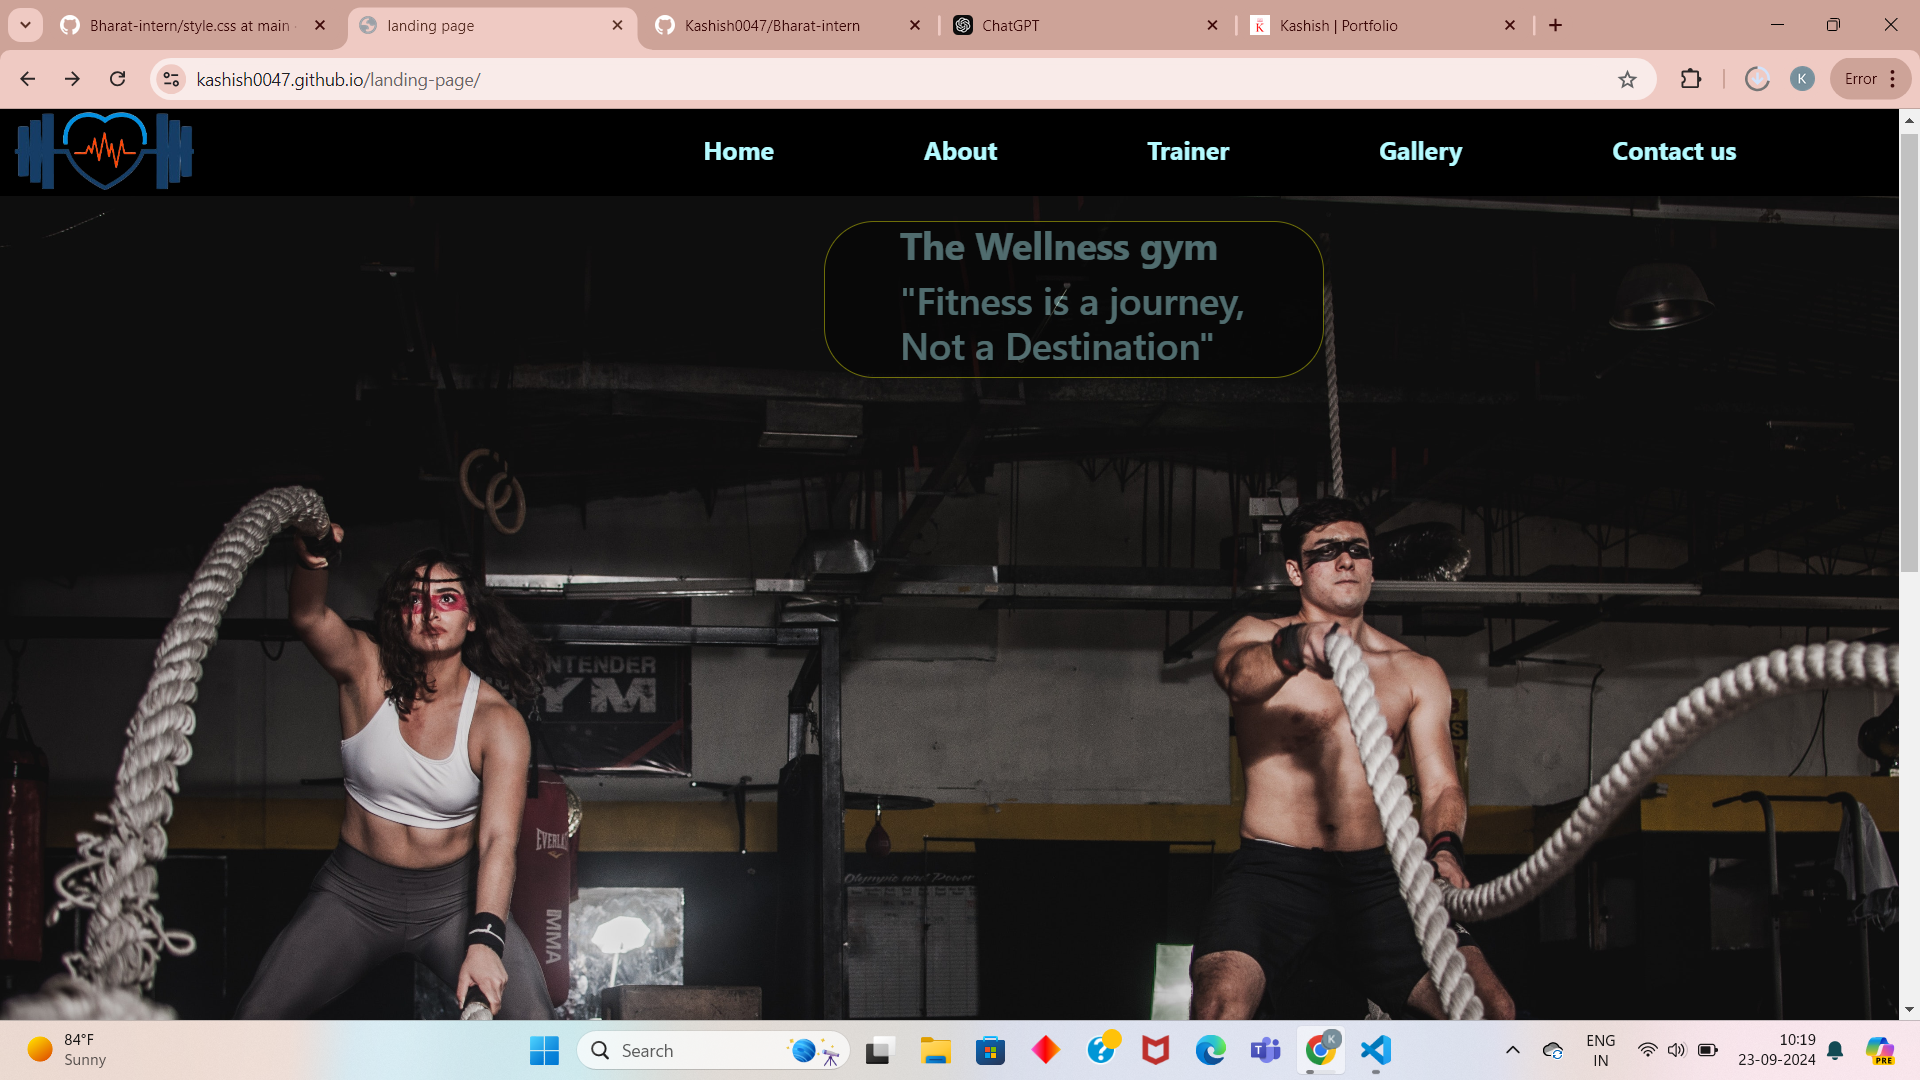 Bharat-intern/style.css at main
landing page
Kashish0047/Bharat-intern
ChatGPT
Kashish | Portfolio
kashish0047.github.io/landing-page/
K
Error
Home
About
Trainer
Gallery
Contact us
The Wellness gym
"Fitness is a journey,
Not a Destination"
NTENDER
YM
EVERLAS
MMA
Olympic and Power
84°F
Sunny
Search
K
ENG
IN
10:19
23-09-2024
PRE